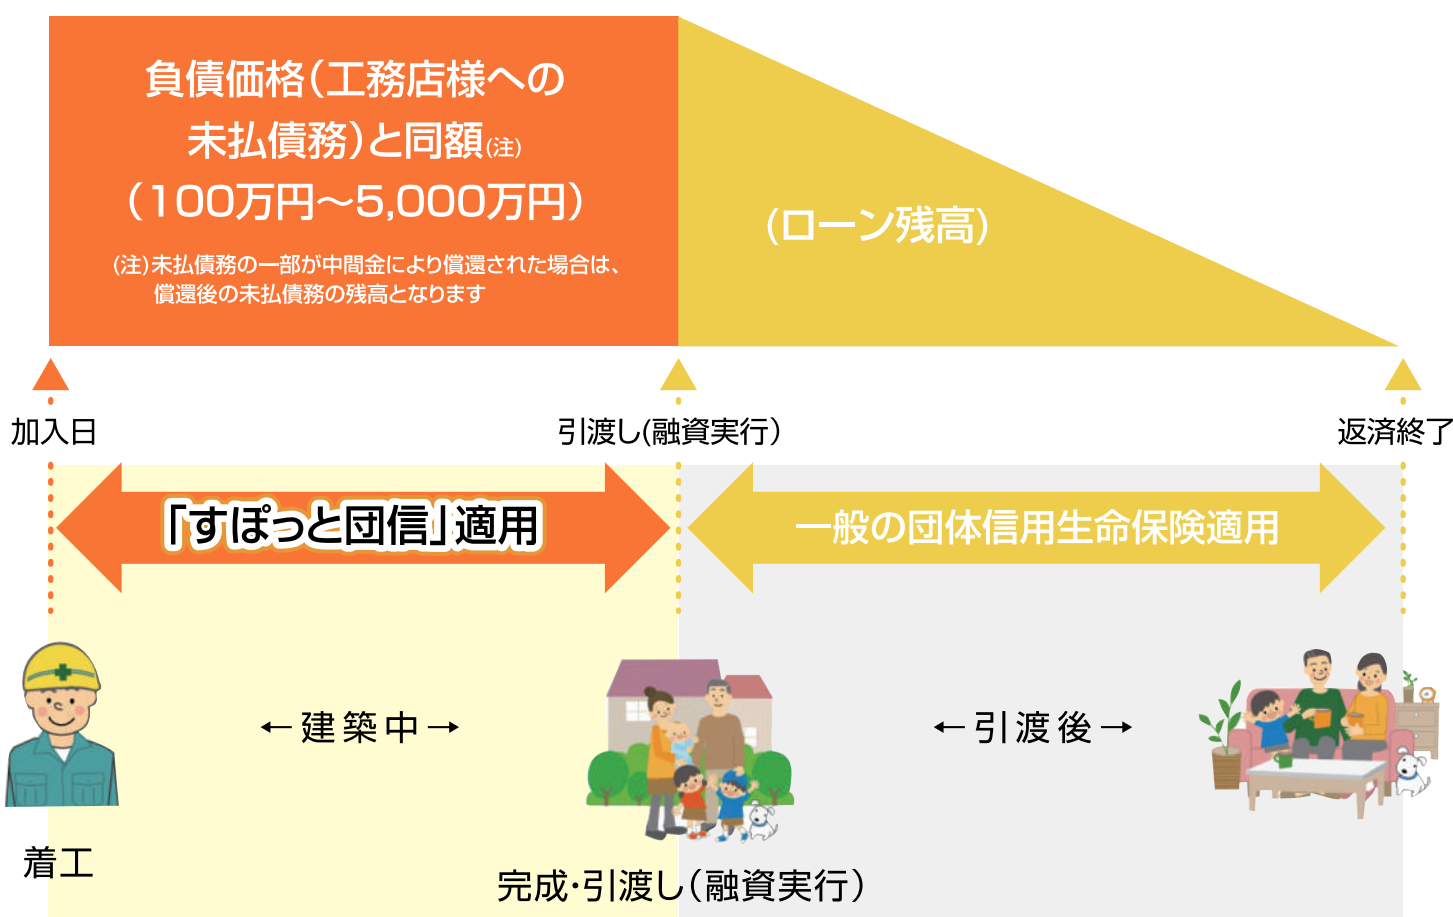 負債価格(工務店様への
未払債務)と同額(注)
(100万円～5,000万円)
(注)未払債務の一部が中間金により償還された場合は、
償還後の未払債務の残高となります
(ローン残高)
加入日
引渡し(融資実行)
返済終了
「すぽっと団信」適用
一般の団体信用生命保険適用
←建築中→
←引渡後→
着工
完成・引渡し(融資実行)